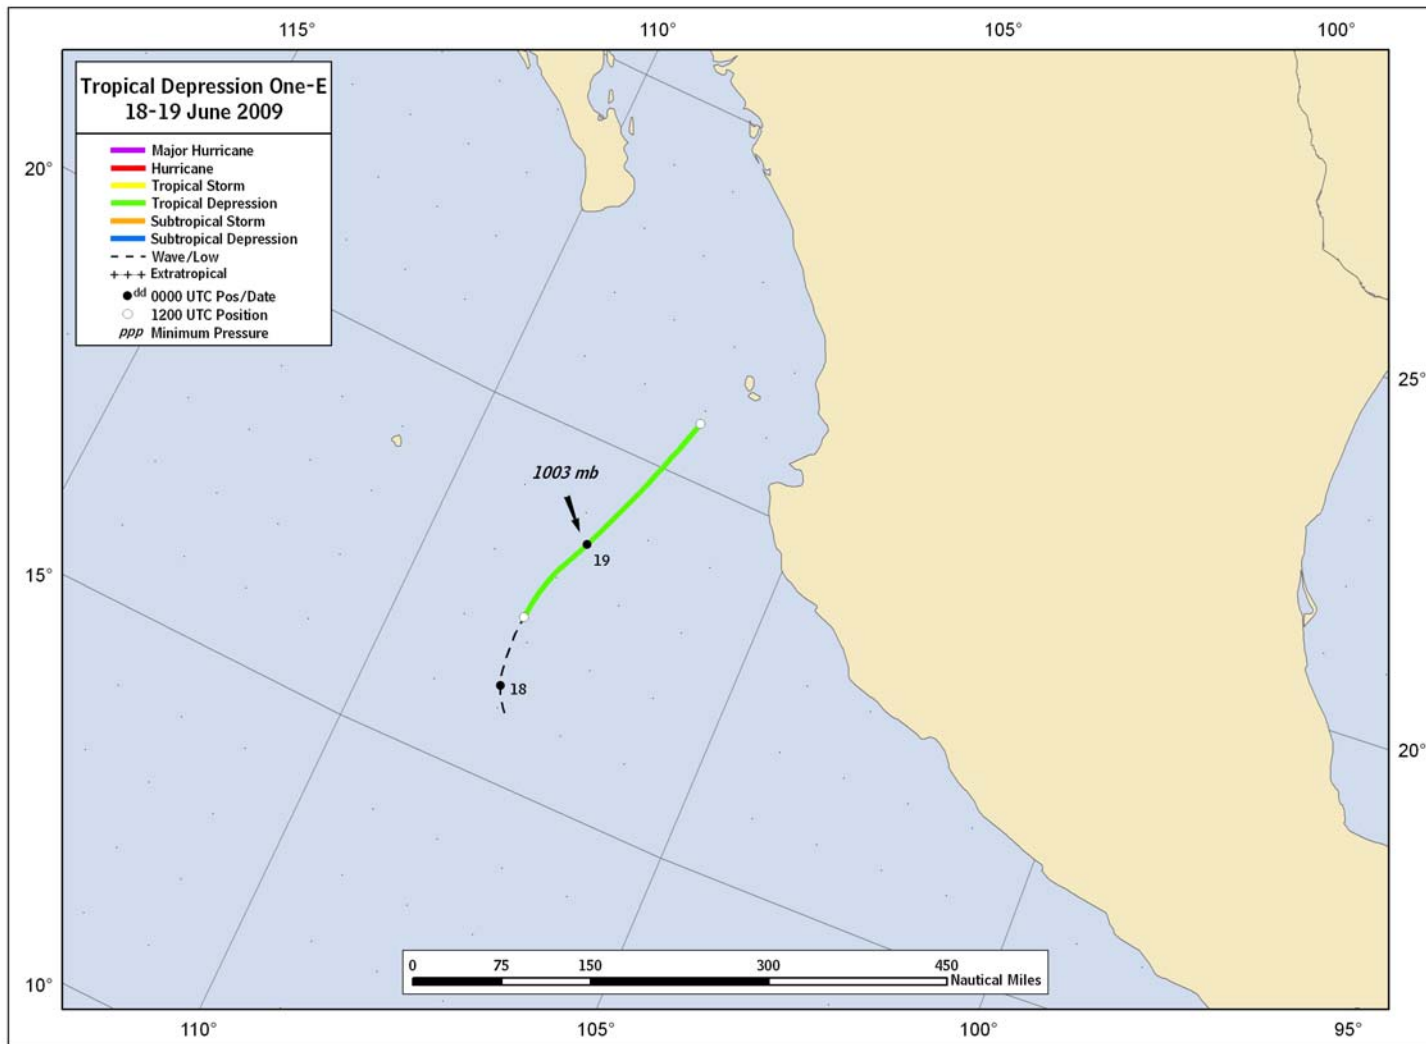 115°
110°
105°
100°
Tropical Depression One-E
18-19 June 2009
Major Hurricane
Hurricane
Tropical Storm
Tropical Depression
Subtropical Storm
Subtropical Depression
Wave/Low
+++ Extratropical
dd 0000 UTC Pos/Date
1200 UTC Position
ppp Minimum Pressure
20°
25°
1003 mb
19
15°
18
20°
0 75 150 300 450
Nautical Miles
10°
110°
105°
100°
95°